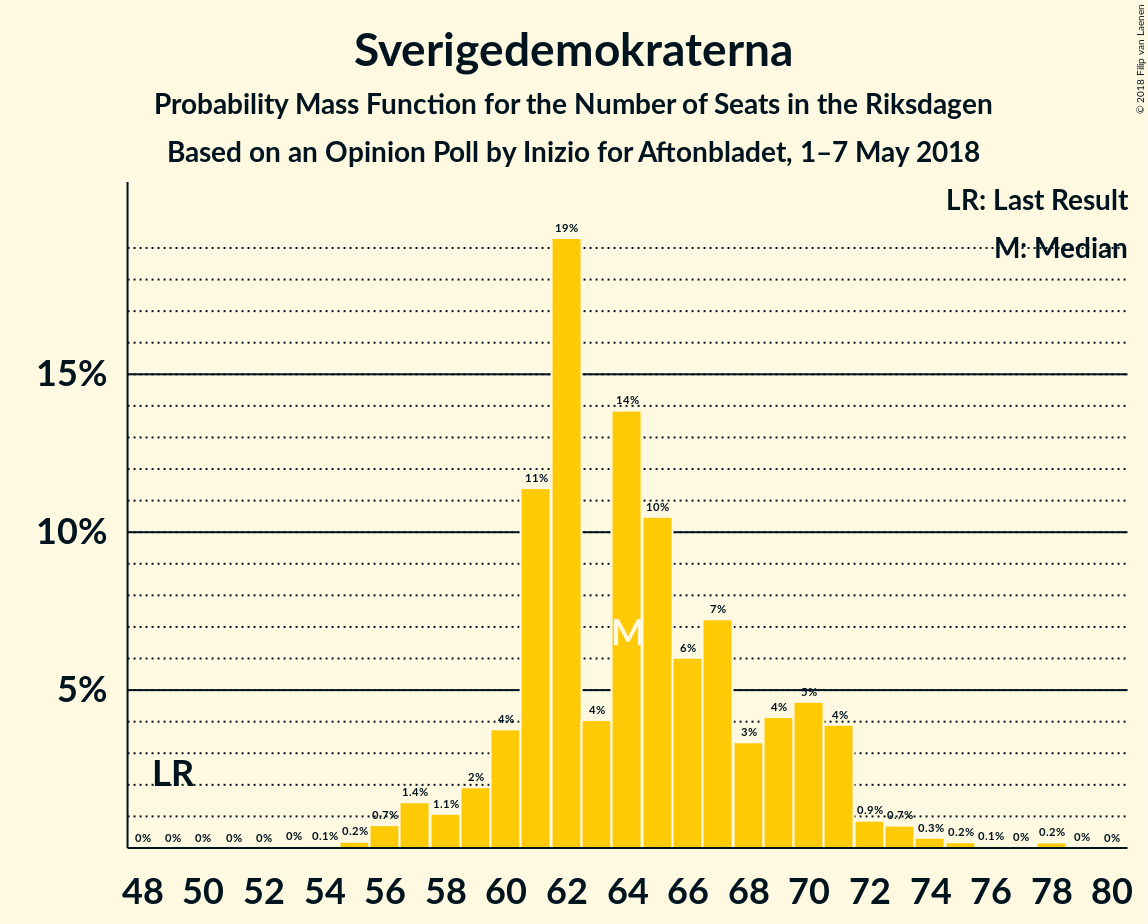 Sverigedemokraterna
Probability Mass Function for the Number of Seats in the Riksdagen
Based on an Opinion Poll by Inizio for Aftonbladet, 1–7 May 2018
© 2018 Filip van Laenen
LR: Last Result
M: Median
15%
10%
5%
LR
M
0% 0% 0% 0% 0% 0% 0.1% 0.2% 0.7% 1.4% 1.1% 2% 4% 11% 19% 4% 14% 10% 6% 7% 3% 4% 5% 4% 0.9% 0.7% 0.3% 0.2% 0.1% 0% 0.2% 0% 0%
48 50 52 54 56 58 60 62 64 66 68 70 72 74 76 78 80